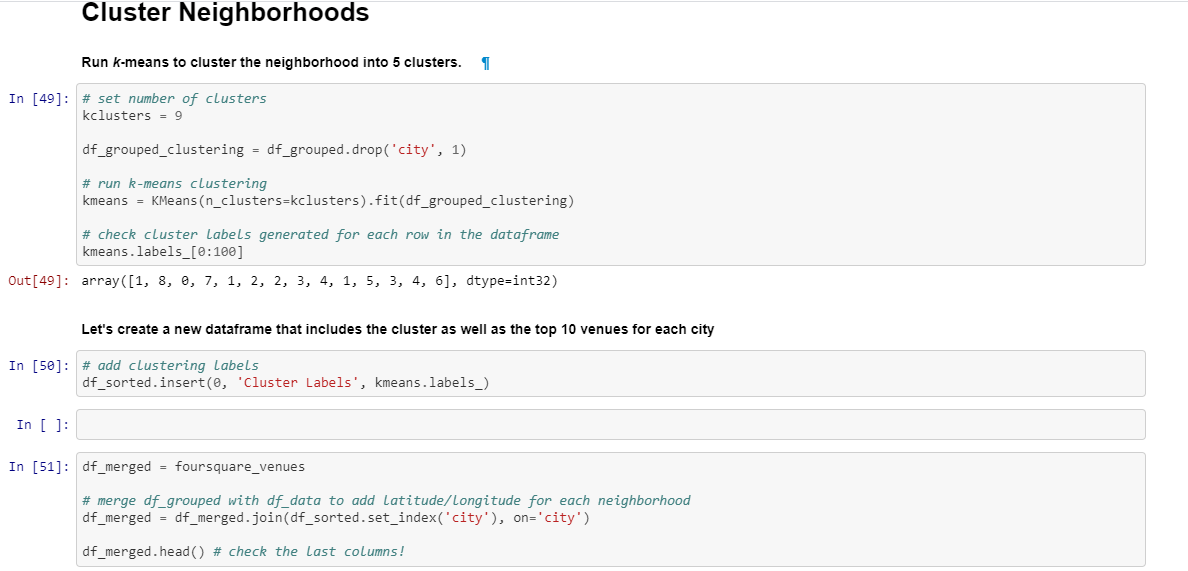 Cluster Neighborhoods
Run k-means to cluster the neighborhood into 5 clusters. ¶
In [49]: # set number of clusters
kclusters = 9
df_grouped_clustering = df_grouped.drop('city', 1)
# run k-means clustering
kmeans = KMeans(n_clusters=kclusters).fit(df_grouped_clustering)
# check cluster labels generated for each row in the dataframe
kmeans.labels_[0:100]
Out[49]: array([1, 8, 0, 7, 1, 2, 2, 3, 4, 1, 5, 3, 4, 6], dtype=int32)
Let's create a new dataframe that includes the cluster as well as the top 10 venues for each city
In [50]: # add clustering labels
df_sorted.insert(0, 'Cluster Labels', kmeans.labels_)
In [ ]:
In [51]: df_merged = foursquare_venues
# merge df_grouped with df_data to add latitude/longitude for each neighborhood
df_merged = df_merged.join(df_sorted.set_index('city'), on='city')
df_merged.head() # check the last columns!